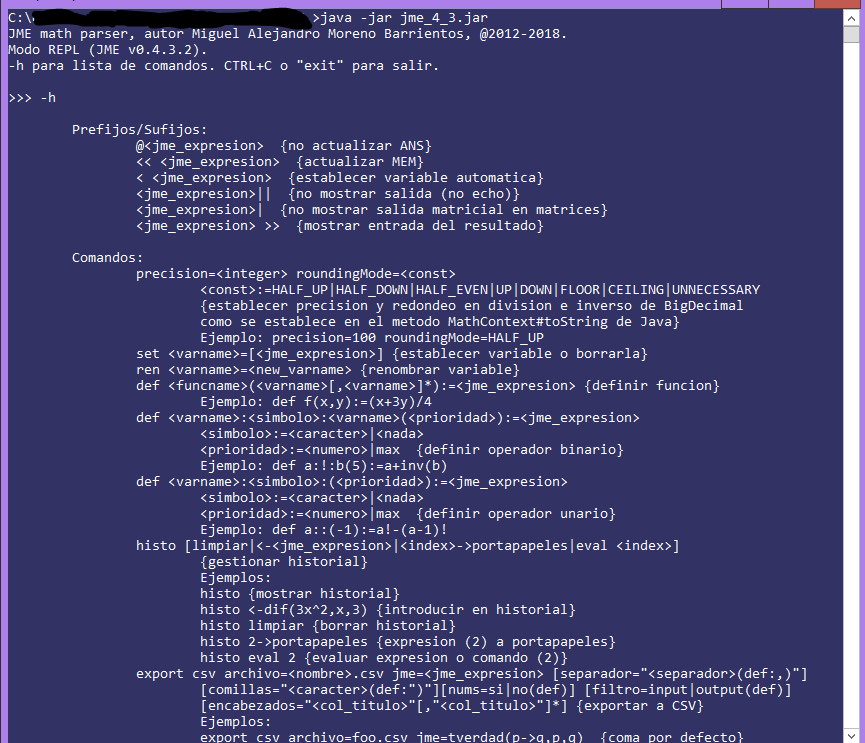 C:\ >java -jar jme_4_3.jar
JME math parser, autor Miguel Alejandro Moreno Barrientos, @2012-2018.
Modo REPL (JME v0.4.3.2).
-h para lista de comandos. CTRL+C o "exit" para salir.
>>> -h
Prefijos/Sufijos:
@<jme_expresion>  {no actualizar ANS}
<< <jme_expresion>  {actualizar MEM}
< <jme_expresion>  {establecer variable automatica}
<jme_expresion>||  {no mostrar salida (no echo)}
<jme_expresion>|  {no mostrar salida matricial en matrices}
<jme_expresion> >>  {mostrar entrada del resultado}
Comandos:
precision=<integer> roundingMode=<const>
<const>:=HALF_UP|HALF_DOWN|HALF_EVEN|UP|DOWN|FLOOR|CEILING|UNNECESSARY
{establecer precision y redondeo en division e inverso de BigDecimal
como se establece en el metodo MathContext#toString de Java}
Ejemplo: precision=100 roundingMode=HALF_UP
set <varname>=[<jme_expresion>] {establecer variable o borrarla}
ren <varname>=<new_varname> {renombrar variable}
def <funcname>(<varname>[,<varname>]*):=<jme_expresion> {definir funcion}
Ejemplo: def f(x,y):=(x+3y)/4
def <varname>:<simbolo>:<varname>(<prioridad>):=<jme_expresion>
<simbolo>:=<caracter>|<nada>
<prioridad>:=<numero>|max  {definir operador binario}
Ejemplo: def a:!:b(5):=a+inv(b)
def <varname>:<simbolo>:(<prioridad>):=<jme_expresion>
<simbolo>:=<caracter>|<nada>
<prioridad>:=<numero>|max  {definir operador unario}
Ejemplo: def a::(-1):=a!-(a-1)!
histo [limpiar|<-<jme_expresion>|<index>->portapapeles|eval <index>]
{gestionar historial}
Ejemplos:
histo {mostrar historial}
histo <-dif(3x^2,x,3) {introducir en historial}
histo limpiar {borrar historial}
histo 2->portapapeles {expresion (2) a portapapeles}
histo eval 2 {evaluar expresion o comando (2)}
export csv archivo=<nombre>.csv jme=<jme_expresion> [separador="<separador>(def:,)"]
[comillas="<caracter>(def:")"][nums=si|no(def)] [filtro=input|output(def)]
[encabezados="<col_titulo>"[,"<col_titulo>"]*] {exportar a CSV}
Ejemplos:
export csv archivo=foo.csv jme=tverdad(p->q,p,q)  {coma por defecto}